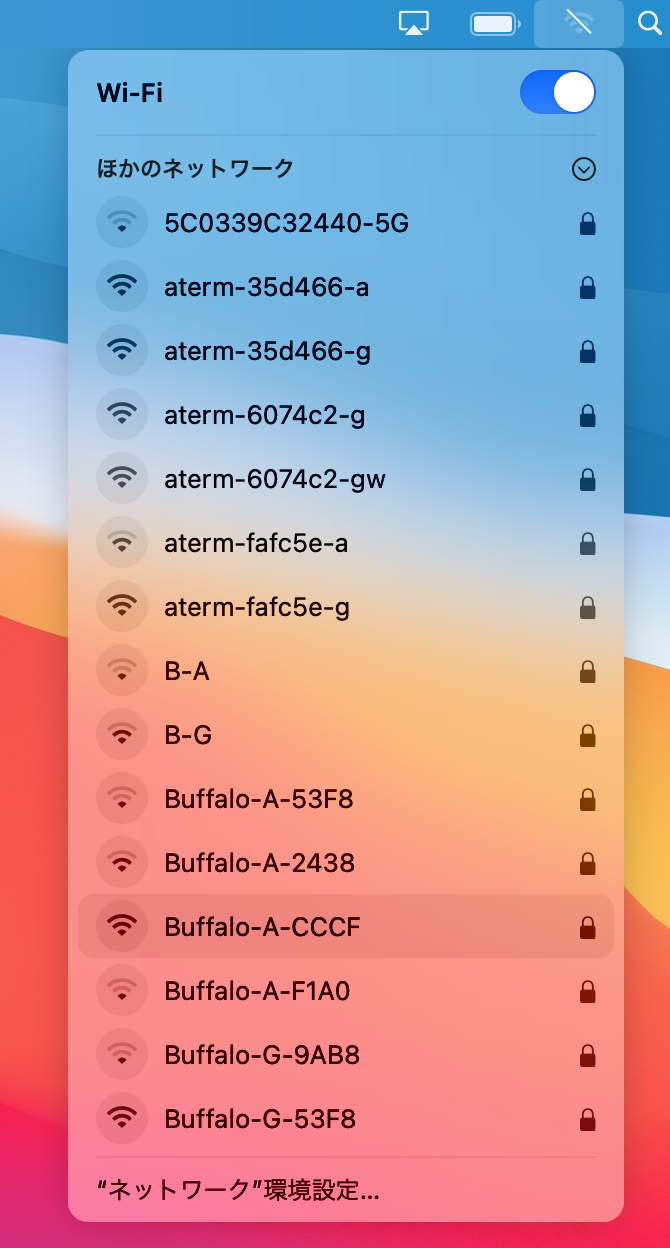 Wi-Fi
ほかのネットワーク
5C0339C32440-5G
aterm-35d466-a
aterm-35d466-g
aterm-6074c2-g
aterm-6074c2-gw
aterm-fafc5e-a
aterm-fafc5e-g
B-A
B-G
Buffalo-A-53F8
Buffalo-A-2438
Buffalo-A-CCCF
Buffalo-A-F1A0
Buffalo-G-9AB8
Buffalo-G-53F8
“ネットワーク”環境設定...